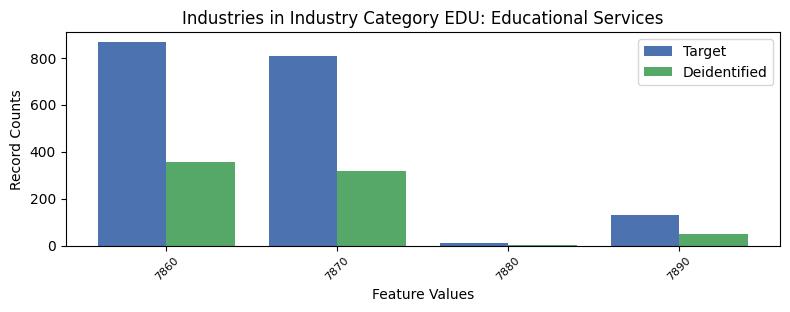 Industries in Industry Category EDU: Educational Services
Target
Deidentified
Record Counts
800
600
400
200
0
7860
7870
7880
7890
Feature Values